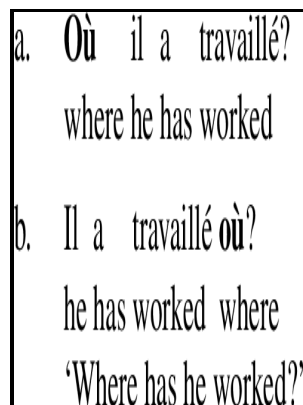 a. Où il a travaillé?
where he has worked
b. Il a travaillé où?
he has worked where
‘Where has he worked?’